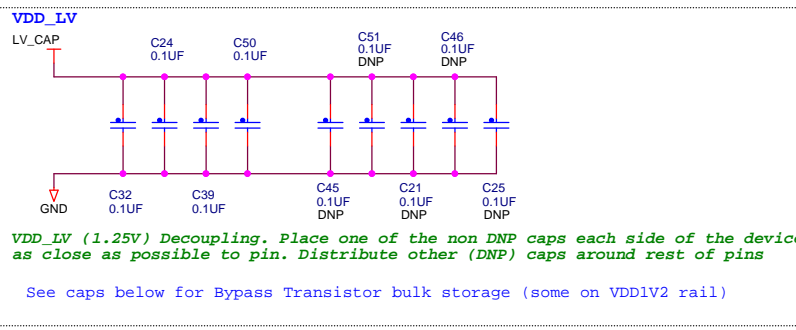 VDD_LV
LV_CAP
C24
0.1UF
C50
0.1UF
C51
0.1UF
DNP
C46
0.1UF
DNP
GND
C32
0.1UF
C39
0.1UF
C45
0.1UF
DNP
C21
0.1UF
DNP
C25
0.1UF
DNP
VDD_LV (1.25V) Decoupling. Place one of the non DNP caps each side of the device
as close as possible to pin. Distribute other (DNP) caps around rest of pins
See caps below for Bypass Transistor bulk storage (some on VDD1V2 rail)